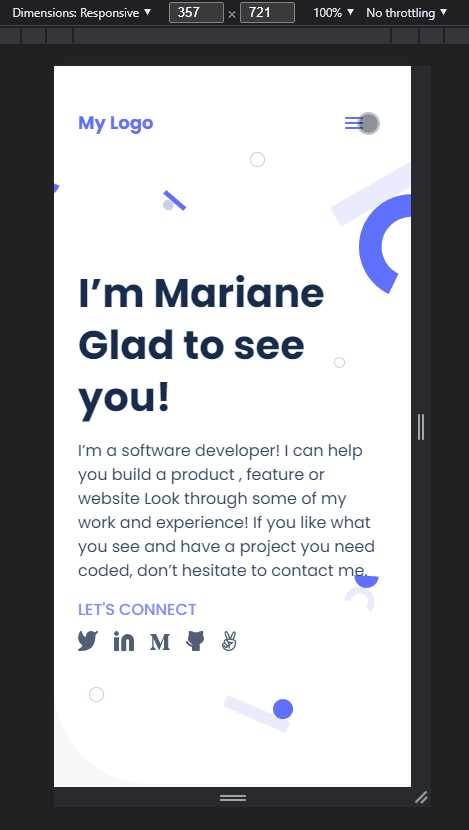 Dimensions: Responsive ▼ 357 × 721 100% ▼ No throttling ▼
My Logo
I’m Mariane
Glad to see
you!
I’m a software developer! I can help
you build a product , feature or
website Look through some of my
work and experience! If you like what
you see and have a project you need
coded, don’t hesitate to contact me.
LET'S CONNECT